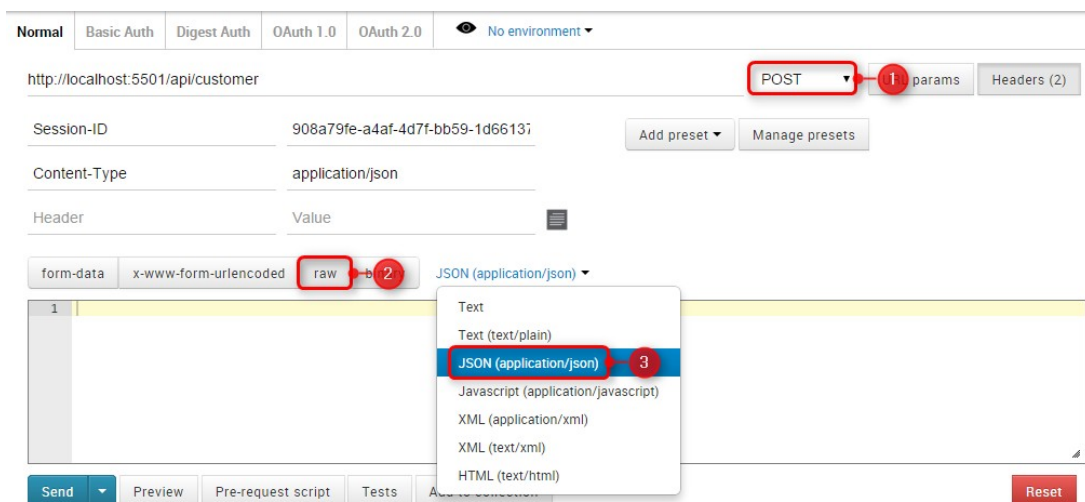 Normal Basic Auth Digest Auth OAuth 1.0 OAuth 2.0 No environment
http://localhost:5501/api/customer POST 1 params Headers (2)
Session-ID 908a79fe-a4af-4d7f-bb59-1d66137 Add preset Manage presets
Content-Type application/json
Header Value
form-data x-www-form-urlencoded raw 2 JSON (application/json)
1
Text
Text (text/plain)
JSON (application/json) 3
Javascript (application/javascript)
XML (application/xml)
XML (text/xml)
HTML (text/html)
Send Preview Pre-request script Tests Reset